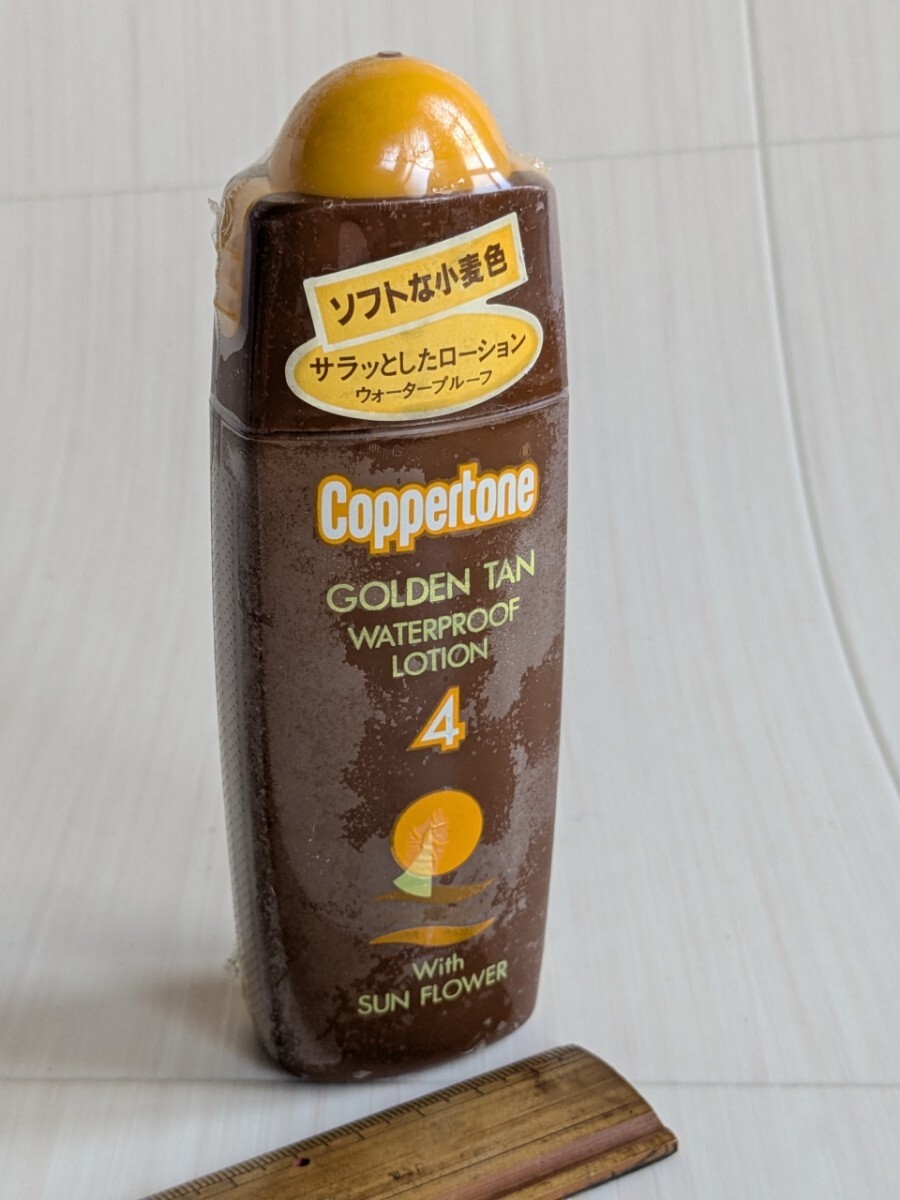 ソフトな小麦色
サラッとしたローション
ウォータープルーフ
Coppertone
GOLDEN TAN
WATERPROOF
LOTION
4
With
SUN FLOWER